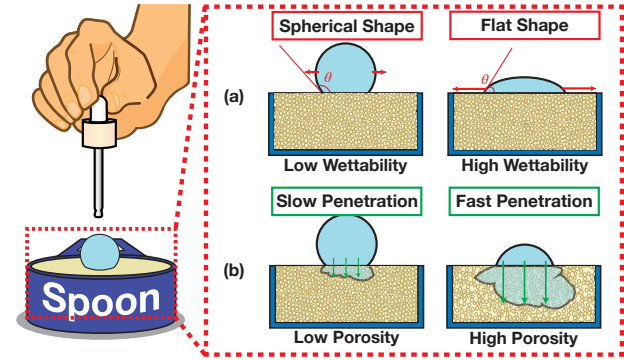 Spherical Shape
Flat Shape
(a)
θ
θ
Low Wettability
High Wettability
Slow Penetration
Fast Penetration
(b)
Low Porosity
High Porosity
Spoon